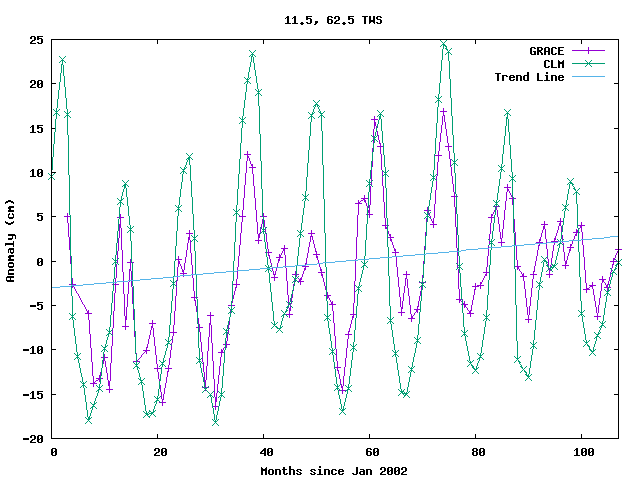 11.5, 62.5 TWS
GRACE
CLM
Trend Line
Anomaly (cm)
25
20
15
10
5
0
-5
-10
-15
-20
0 20 40 60 80 100
Months since Jan 2002